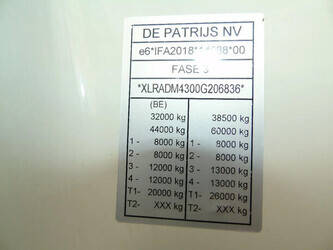 DE PATRIJS NV
FASE 3
*XLRADM4300G206836*
(BE)
32000 kg 38500 kg
44000 kg 60000 kg
1 - 8000 kg 1 - 8000 kg
2 - 8000 kg 2 - 8000 kg
3 - 12000 kg 3 - 13000 kg
4 - 12000 kg 4 - 13000 kg
T1- 20000 kg T1- 26000 kg
T2- XXX kg T2- XXX kg